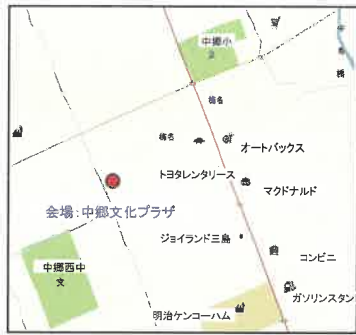 中郷小
文
梅名
梅名
オートバックス
トヨタレンタリース
マクドナルド
会場:中郷文化プラザ
ジョイランド三島
中郷西中
文
コンビニ
ガソリンスタン
明治ケンコーハム